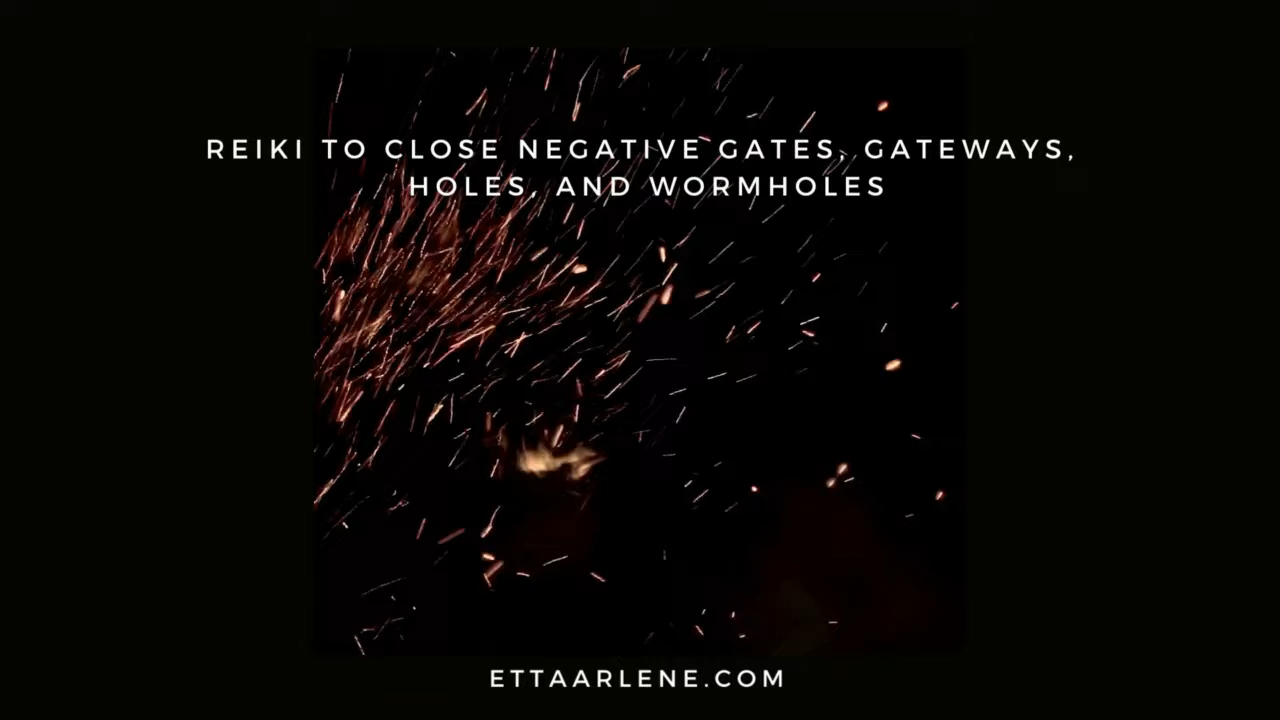 REIKI TO CLOSE NEGATIVE GATES, GATEWAYS,
HOLES, AND WORMHOLES
ETTAARLENE.COM